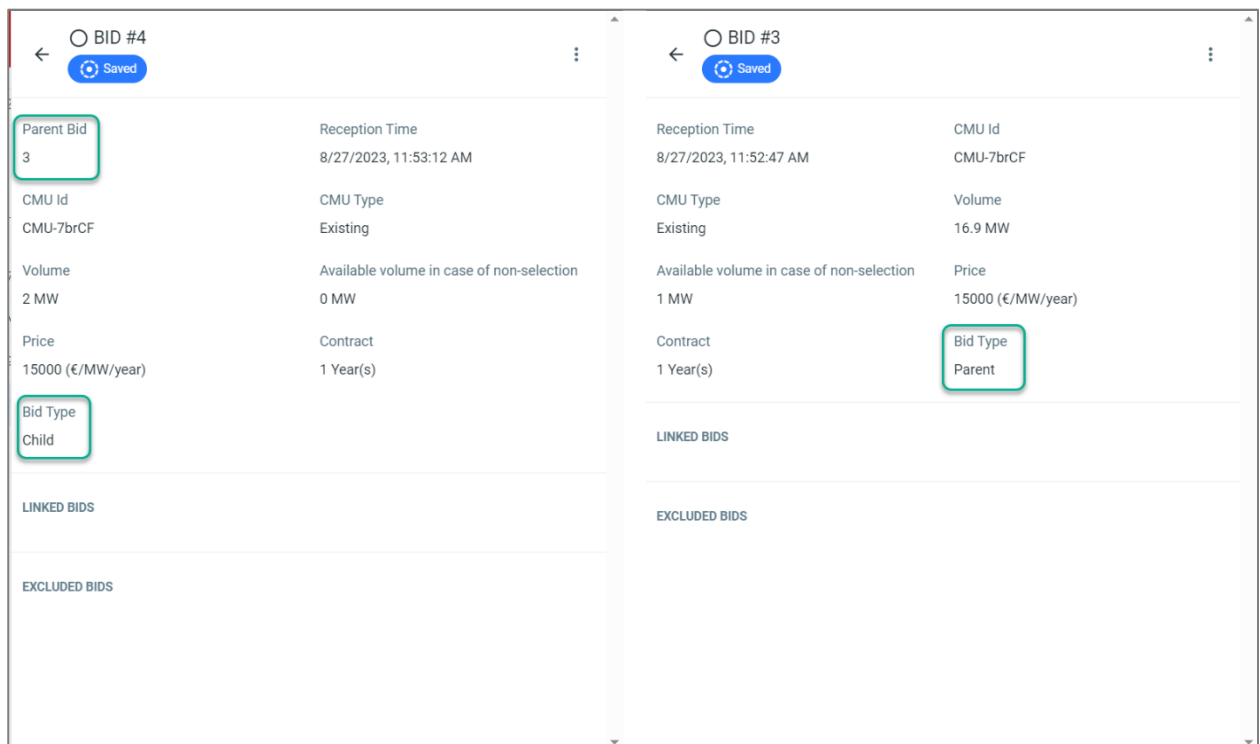 BID #4
Saved
Parent Bid
3
Reception Time
8/27/2023, 11:53:12 AM
CMU Id
CMU-7brCF
CMU Type
Existing
Volume
2 MW
Available volume in case of non-selection
0 MW
Price
15000 (€/MW/year)
Contract
1 Year(s)
Bid Type
Child
LINKED BIDS
EXCLUDED BIDS
BID #3
Saved
Reception Time
8/27/2023, 11:52:47 AM
CMU Id
CMU-7brCF
CMU Type
Existing
Volume
16.9 MW
Available volume in case of non-selection
1 MW
Price
15000 (€/MW/year)
Contract
1 Year(s)
Bid Type
Parent
LINKED BIDS
EXCLUDED BIDS